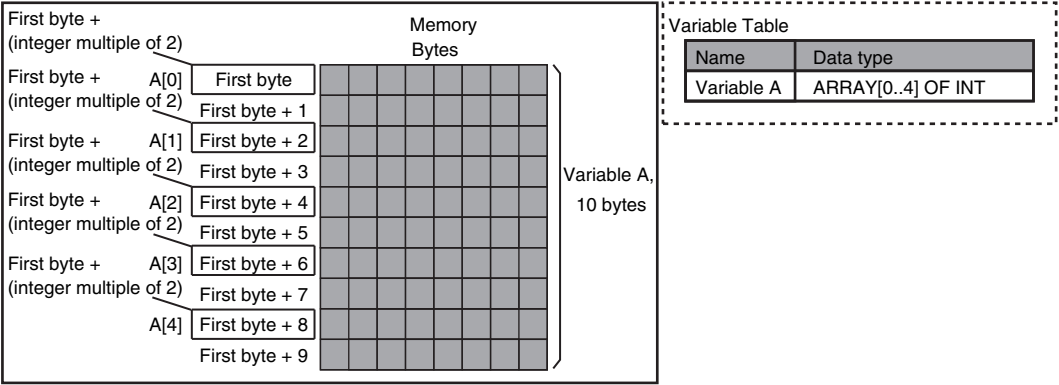 First byte +
(integer multiple of 2)
Memory
Bytes
First byte +
(integer multiple of 2)
A[0]
First byte
First byte + 1
First byte +
(integer multiple of 2)
A[1]
First byte + 2
First byte + 3
First byte +
(integer multiple of 2)
A[2]
First byte + 4
First byte + 5
First byte +
(integer multiple of 2)
A[3]
First byte + 6
First byte + 7
A[4]
First byte + 8
First byte + 9
Variable A,
10 bytes
Variable Table
Name Data type
Variable A ARRAY[0..4] OF INT